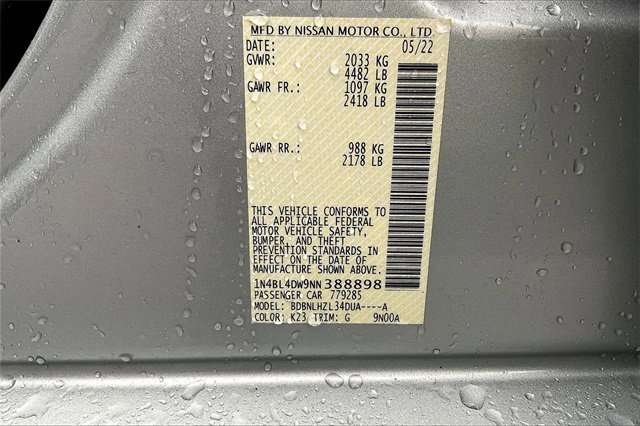 MFD BY NISSAN MOTOR CO., LTD.
DATE: 05/22
GVWR: 2033 KG
4482 LB
GAWR FR.: 1097 KG
2418 LB
GAWR RR.: 988 KG
2178 LB
THIS VEHICLE CONFORMS TO
ALL APPLICABLE FEDERAL
MOTOR VEHICLE SAFETY,
BUMPER, AND THEFT
PREVENTION STANDARDS IN
EFFECT ON THE DATE OF
MANUFACTURE SHOWN ABOVE.
1N4BL4DW9NN388898
PASSENGER CAR 779285
MODEL: BDBNLHZL34DUA----A
COLOR: K23 TRIM: G 9N00A